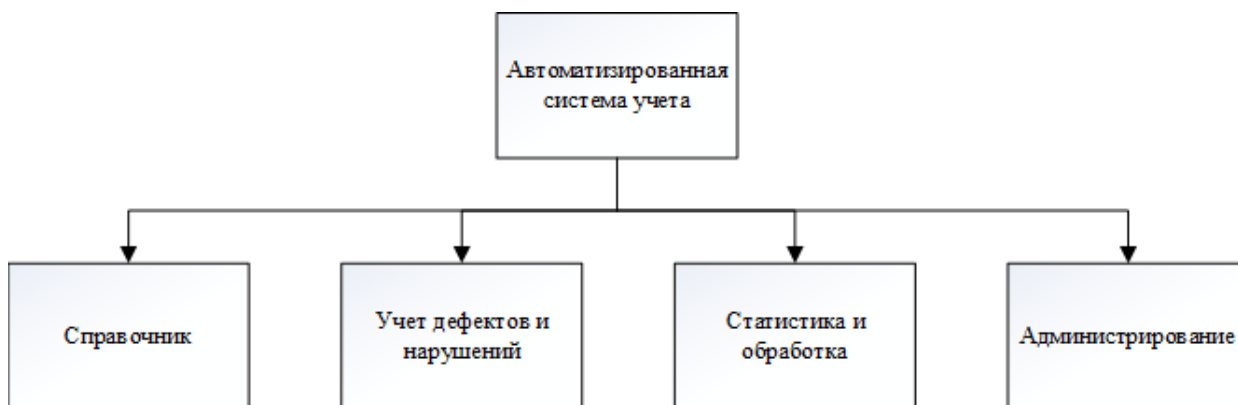 Автоматизированная
система учета
Справочник
Учет дефектов и
нарушений
Статистика и
обработка
Администрирование